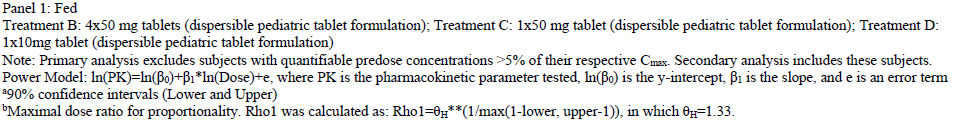 Panel 1: Fed
Treatment B: 4x50 mg tablets (dispersible pediatric tablet formulation); Treatment C: 1x50 mg tablet (dispersible pediatric tablet formulation); Treatment D:
1x10mg tablet (dispersible pediatric tablet formulation)
Note: Primary analysis excludes subjects with quantifiable predose concentrations >5% of their respective Cmax. Secondary analysis includes these subjects.
Power Model: ln(PK)=ln(β₀)+β₁*ln(Dose)+e, where PK is the pharmacokinetic parameter tested, ln(β₀) is the y-intercept, β₁ is the slope, and e is an error term
ᵃ90% confidence intervals (Lower and Upper)
ᵇMaximal dose ratio for proportionality. Rho1 was calculated as: Rho1=θH**(1/max(1-lower, upper-1)), in which θH=1.33.